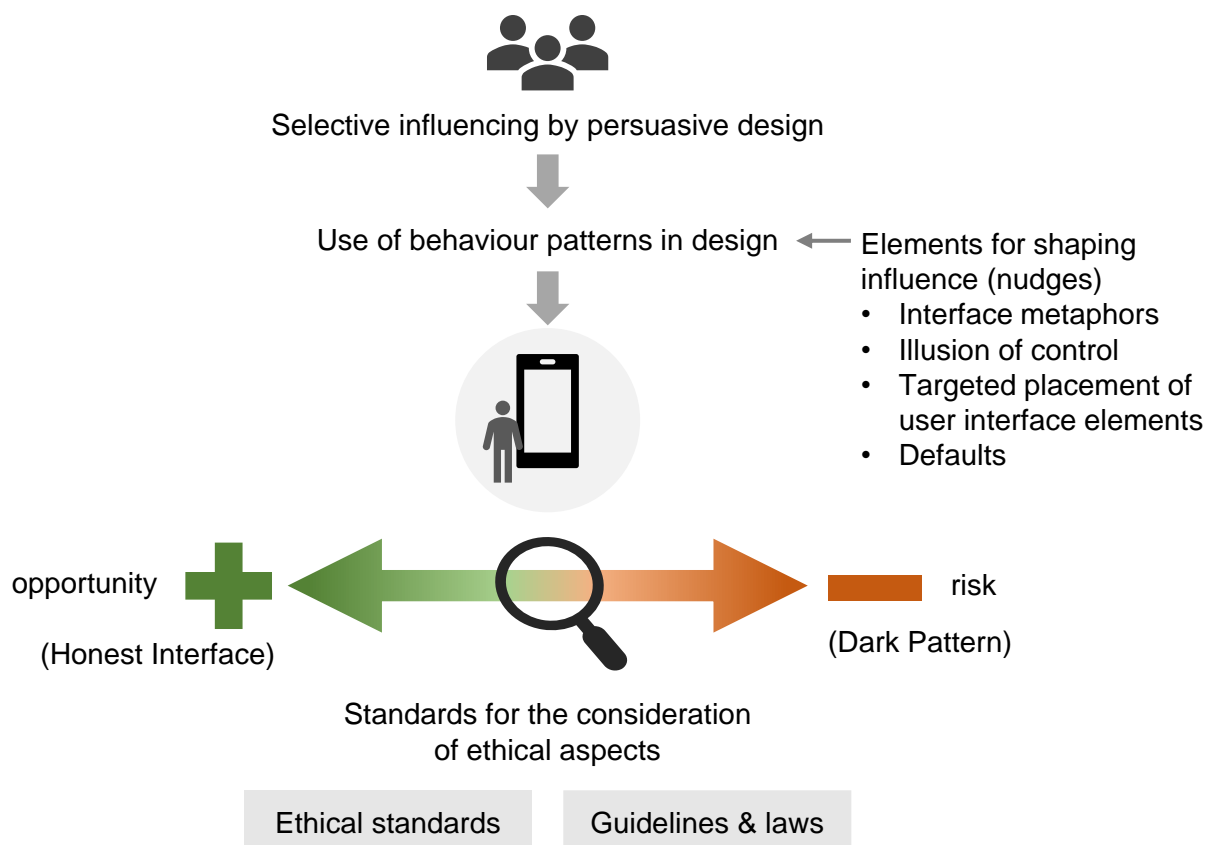 Selective influencing by persuasive design
Use of behaviour patterns in design
Elements for shaping
influence (nudges)
• Interface metaphors
• Illusion of control
• Targeted placement of
user interface elements
• Defaults
opportunity
(Honest Interface)
risk
(Dark Pattern)
Standards for the consideration
of ethical aspects
Ethical standards
Guidelines & laws